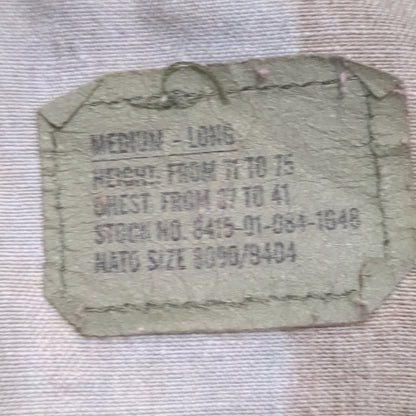 MEDIUM - LONG
HEIGHT: FROM 71 TO 75
CHEST: FROM 37 TO 41
STOCK NO. 8415-01-084-1648
NATO SIZE 8090/9404